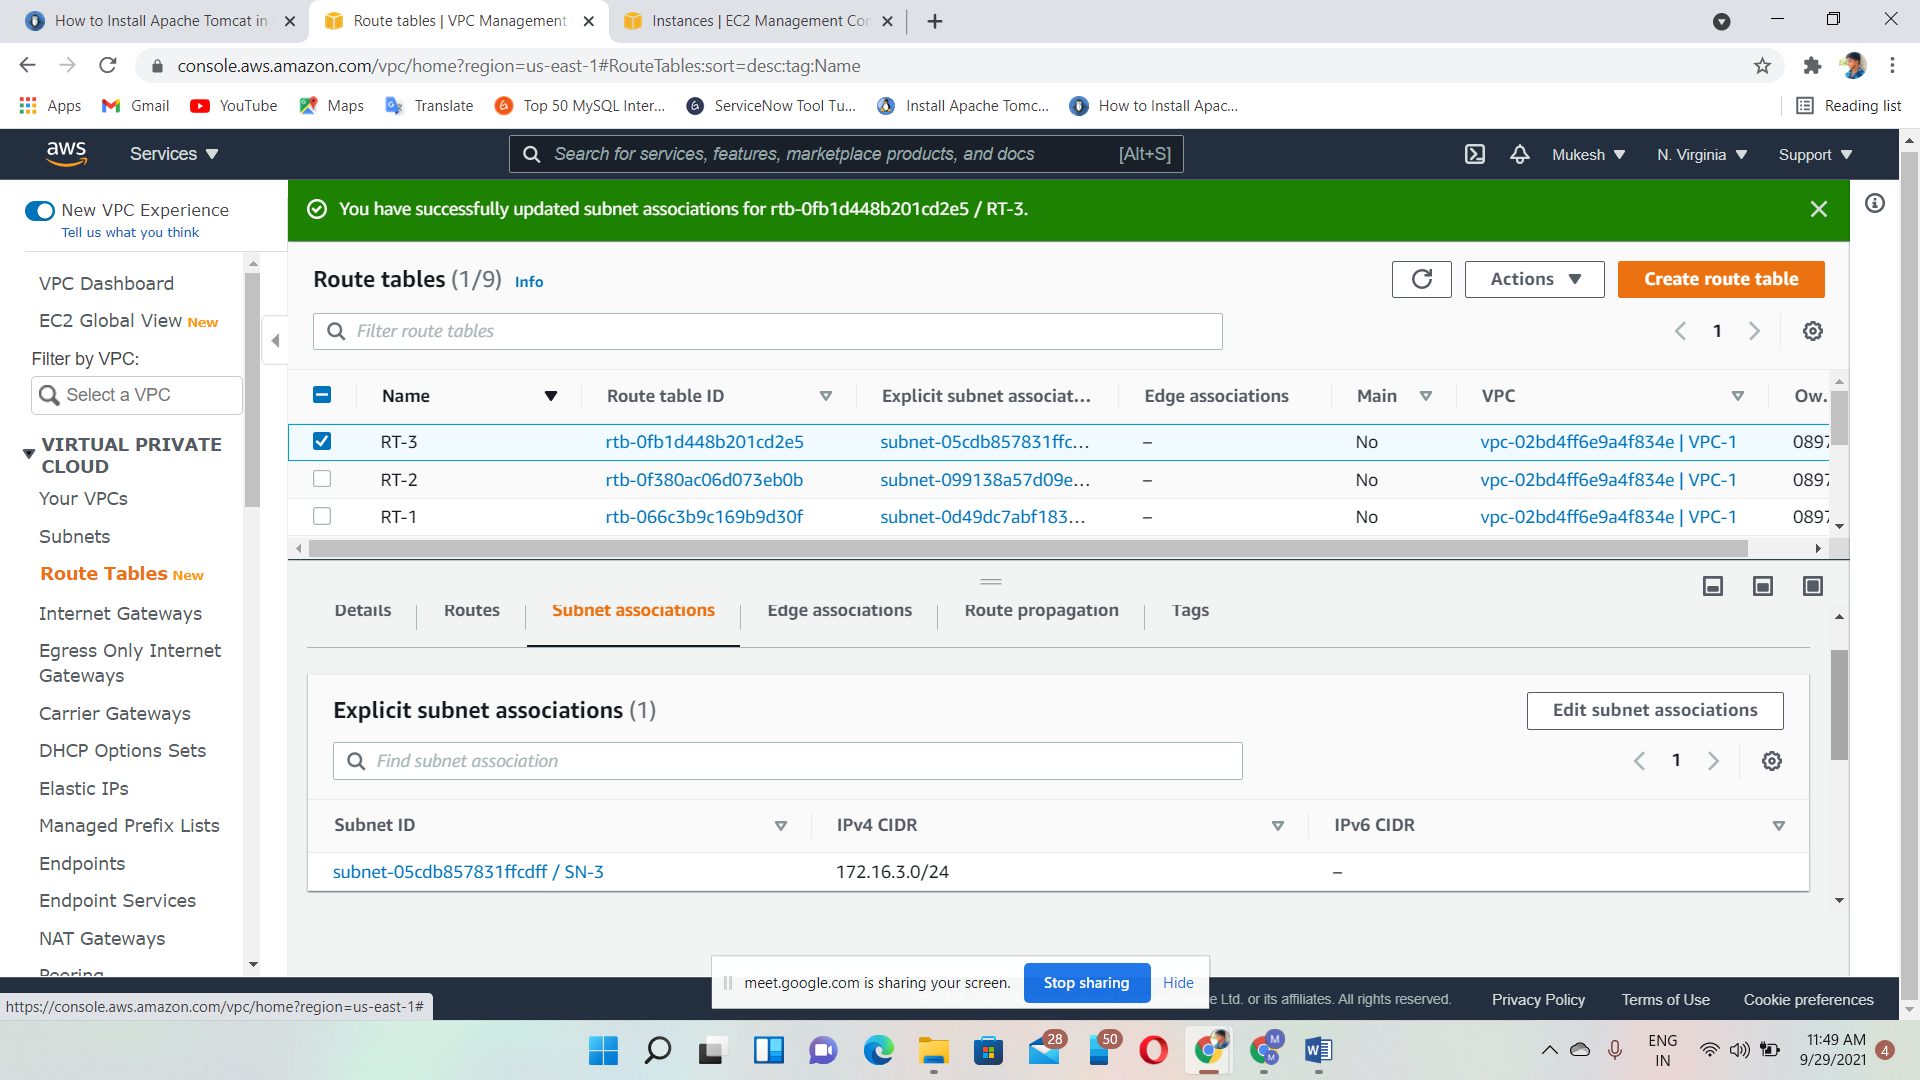 How to Install Apache Tomcat in
Route tables | VPC Management
Instances | EC2 Management Con
console.aws.amazon.com/vpc/home?region=us-east-1#RouteTables:sort=desc:tag:Name
Apps
Gmail
YouTube
Maps
Translate
Top 50 MySQL Inter...
ServiceNow Tool Tu...
Install Apache Tomc...
How to Install Apac...
Reading list
aws
Services
Search for services, features, marketplace products, and docs
[Alt+S]
Mukesh
N. Virginia
Support
New VPC Experience
Tell us what you think
VPC Dashboard
EC2 Global View New
Filter by VPC:
Select a VPC
VIRTUAL PRIVATE
CLOUD
Your VPCs
Subnets
Route Tables New
Internet Gateways
Egress Only Internet
Gateways
Carrier Gateways
DHCP Options Sets
Elastic IPs
Managed Prefix Lists
Endpoints
Endpoint Services
NAT Gateways
Peering
You have successfully updated subnet associations for rtb-0fb1d448b201cd2e5 / RT-3.
Route tables (1/9) Info
Actions
Create route table
Filter route tables
1
Name Route table ID Explicit subnet associat... Edge associations Main VPC Ow.
RT-3 rtb-0fb1d448b201cd2e5 subnet-05cdb857831ffc... – No vpc-02bd4ff6e9a4f834e | VPC-1 0897
RT-2 rtb-0f380ac06d073eb0b subnet-099138a57d09e... – No vpc-02bd4ff6e9a4f834e | VPC-1 0897
RT-1 rtb-066c3b9c169b9d30f subnet-0d49dc7abf183... – No vpc-02bd4ff6e9a4f834e | VPC-1 0897
Details Routes Subnet associations Edge associations Route propagation Tags
Explicit subnet associations (1)
Edit subnet associations
Find subnet association
1
Subnet ID IPv4 CIDR IPv6 CIDR
subnet-05cdb857831ffcdff / SN-3 172.16.3.0/24 –
meet.google.com is sharing your screen.
Stop sharing
Hide
e Ltd. or its affiliates. All rights reserved.
Privacy Policy
Terms of Use
Cookie preferences
https://console.aws.amazon.com/vpc/home?region=us-east-1#
28
50
M
M
ENG
IN
11:49 AM
9/29/2021
4